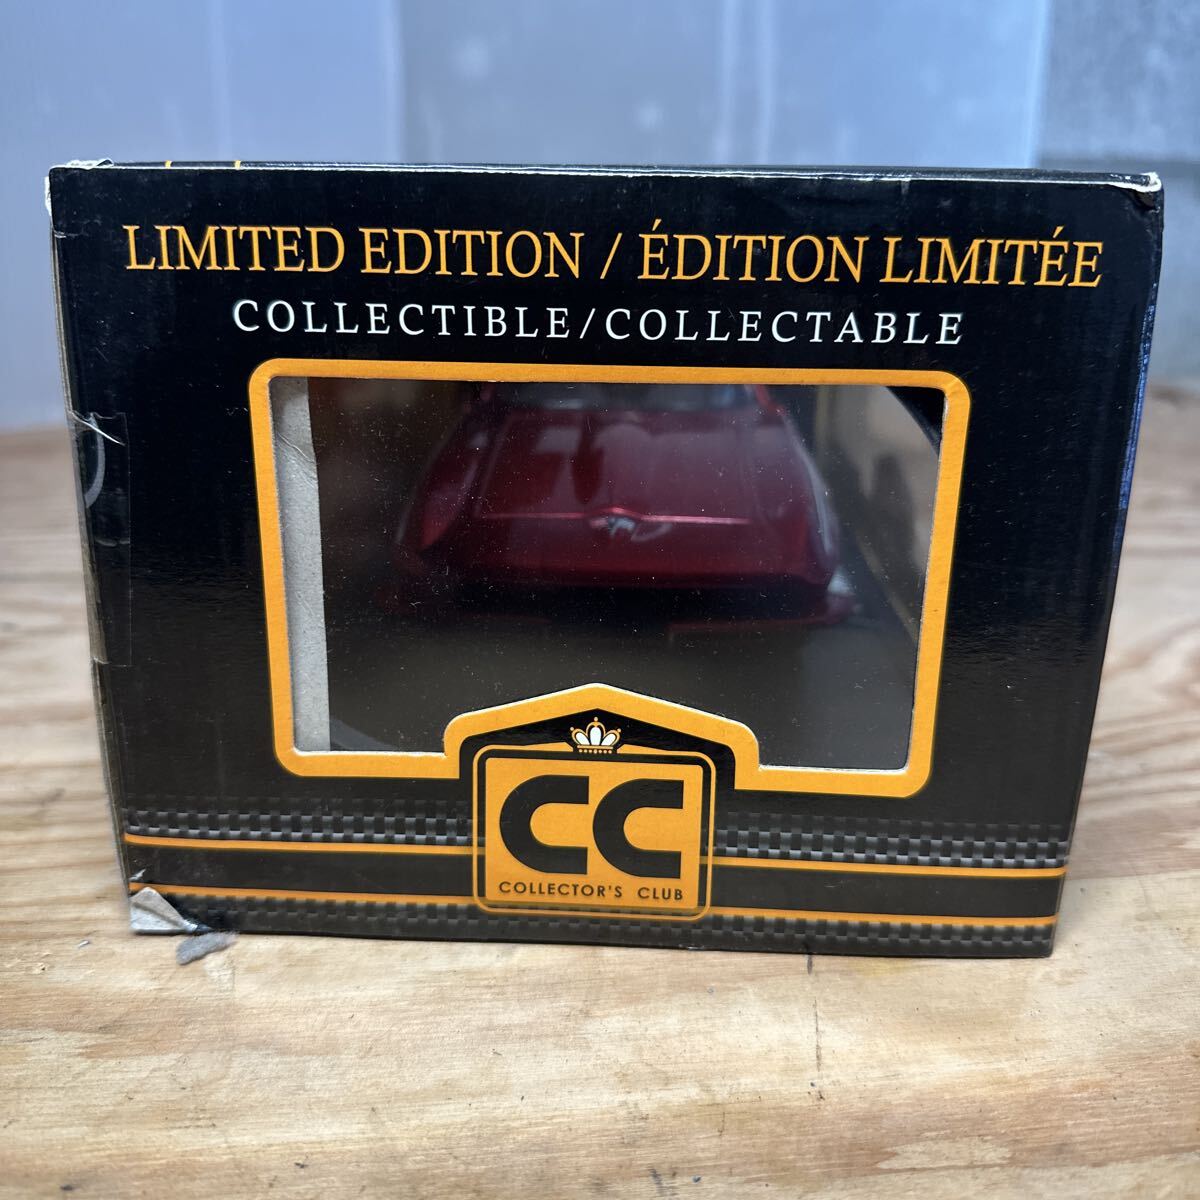 LIMITED EDITION / ÉDITION LIMITÉE
COLLECTIBLE/COLLECTABLE
CC
COLLECTOR'S CLUB